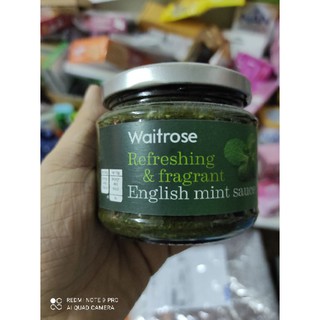 Waitrose
Refreshing
& fragrant
English mint sauce
REDMI NOTE 9 PRO
AI QUAD CAMERA